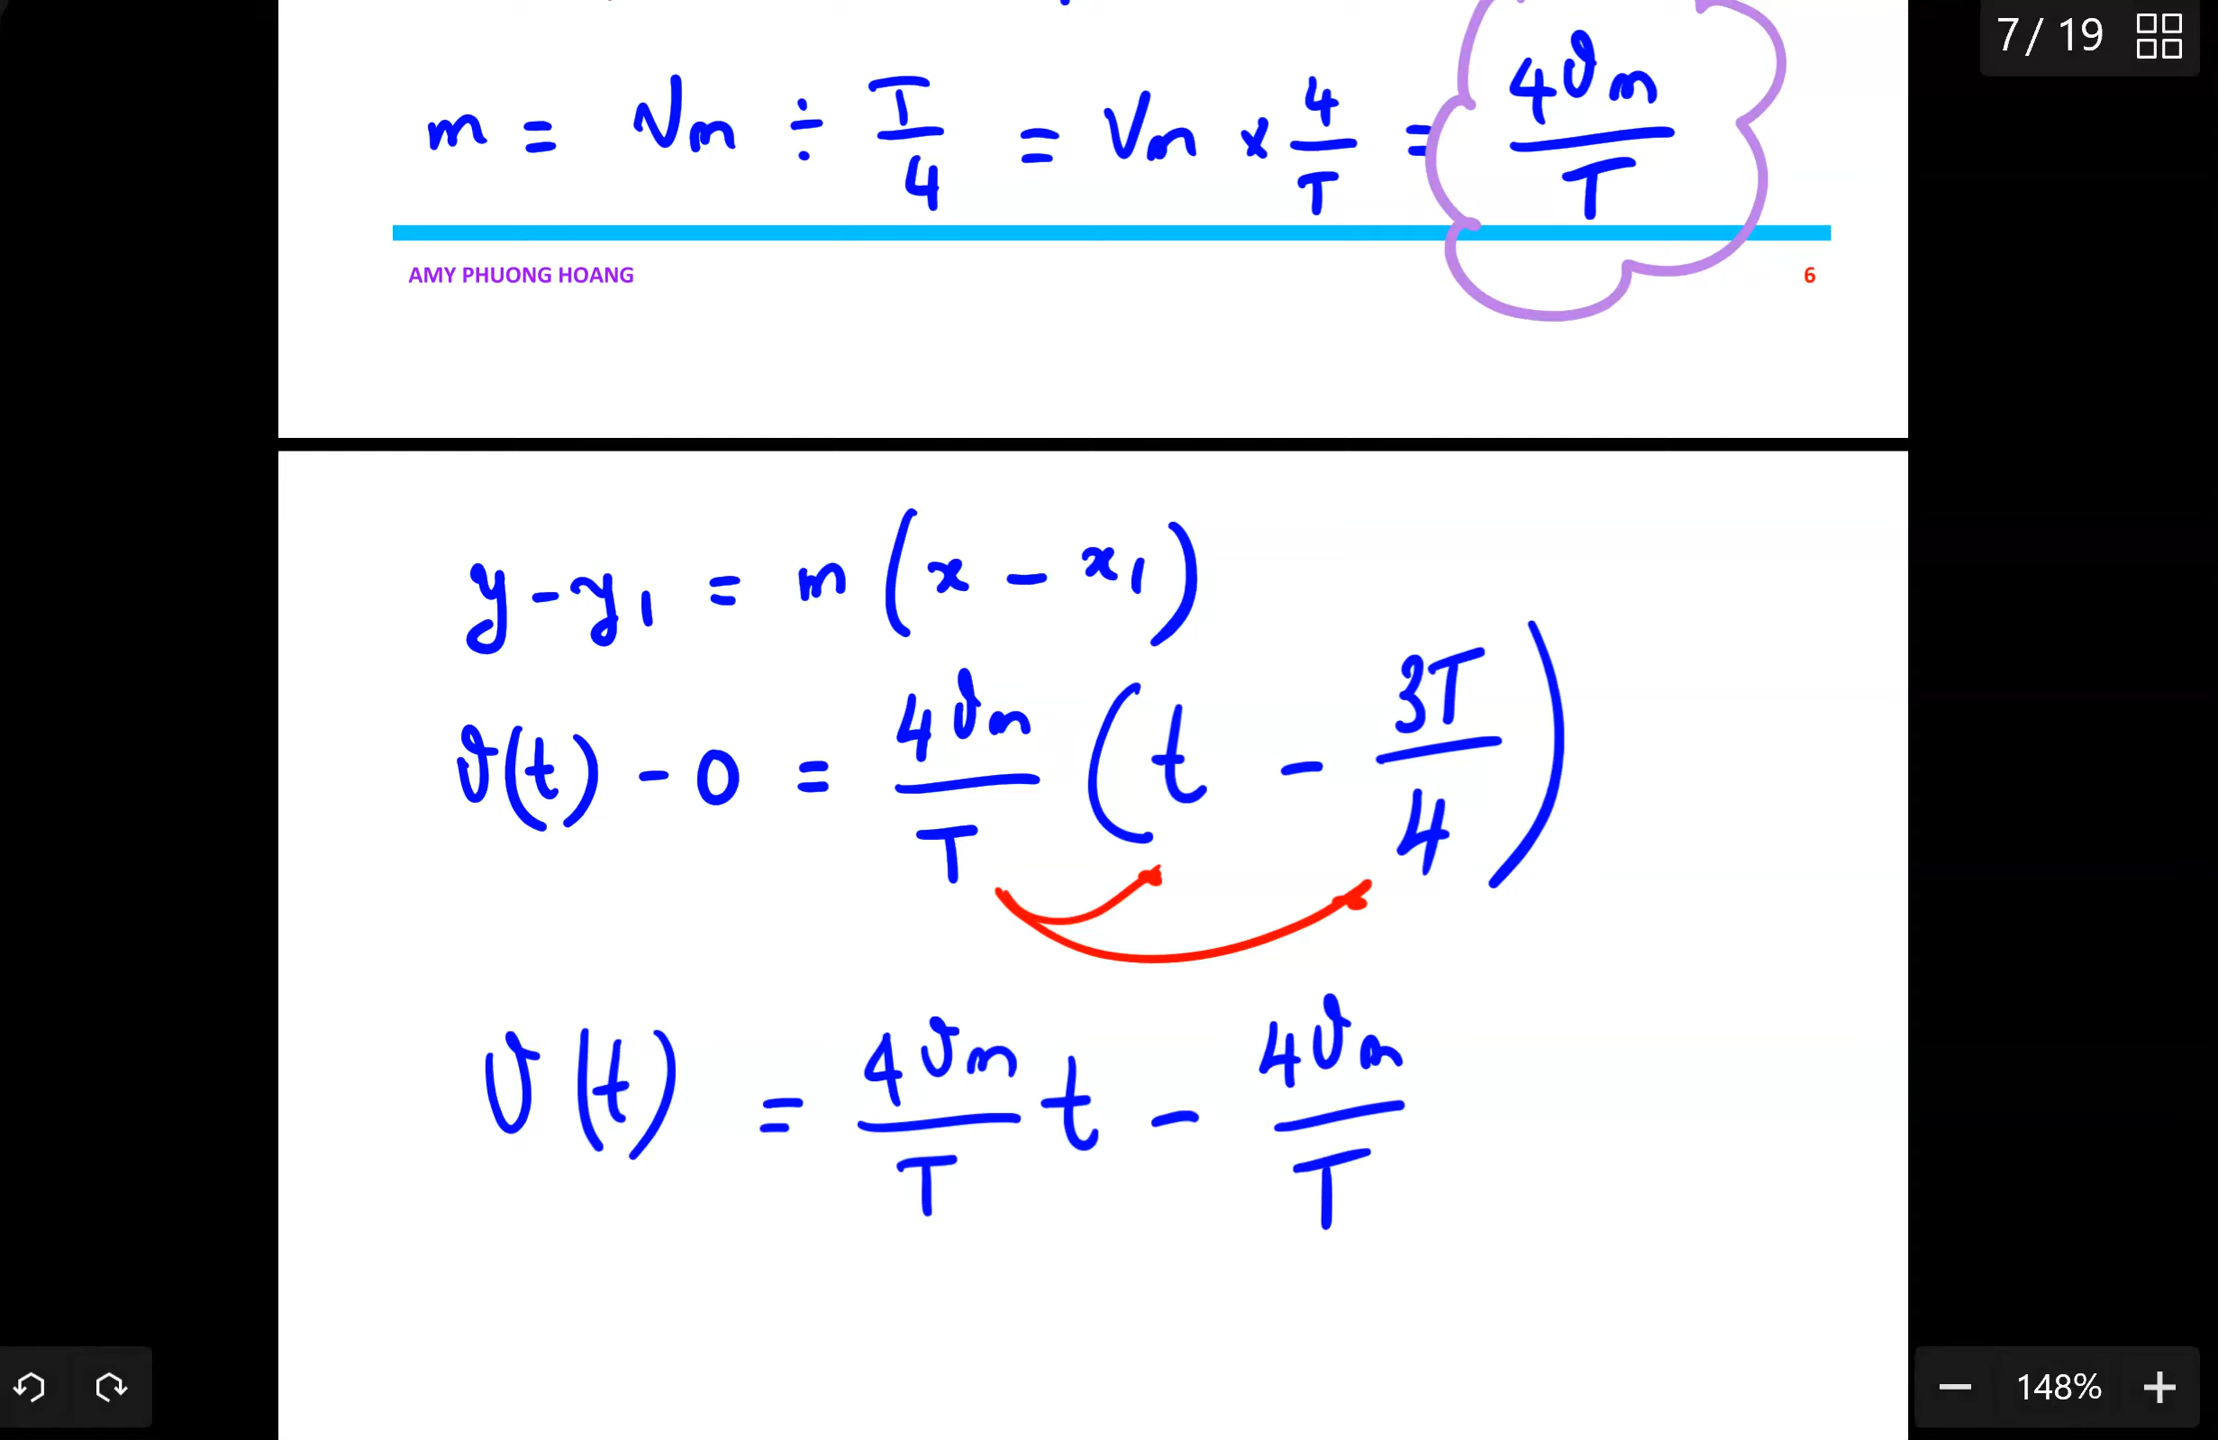 7/ 19
m = Vm ÷ T/4 = Vm × 4/T = 4Vm/T
AMY PHUONG HOANG
6
y - y1 = m (x - x1)
V(t) - 0 = 4Vm/T (t - 3T/4)
V(t) = 4Vm/T t - 4Vm/T
148%